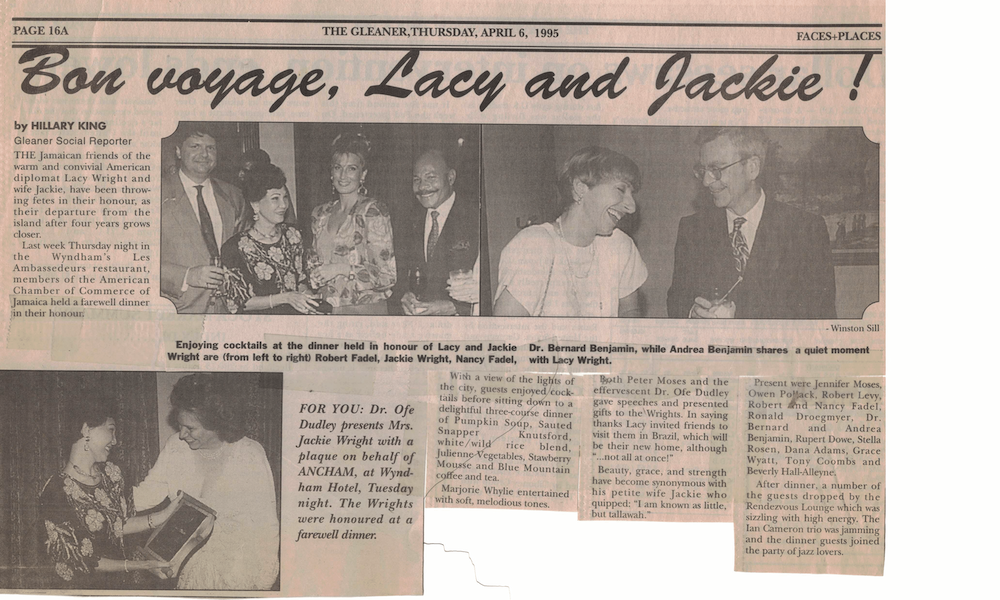 PAGE 16A
THE GLEANER, THURSDAY, APRIL 6, 1995
FACES+PLACES
Bon voyage, Lacy and Jackie !
by HILLARY KING
Gleaner Social Reporter
THE Jamaican friends of the
warm and convivial American
diplomat Lacy Wright and
wife Jackie, have been throw-
ing fetes in their honour, as
their departure from the
island after four years grows
closer.
Last week Thursday night in
the Wyndham's Les
Ambassedeurs restaurant,
members of the American
Chamber of Commerce of
Jamaica held a farewell dinner
in their honour.
- Winston Sill
Enjoying cocktails at the dinner held in honour of Lacy and Jackie
Wright are (from left to right) Robert Fadel, Jackie Wright, Nancy Fadel,
Dr. Bernard Benjamin, while Andrea Benjamin shares a quiet moment
with Lacy Wright.
FOR YOU: Dr. Ofe
Dudley presents Mrs.
Jackie Wright with a
plaque on behalf of
ANCHAM, at Wynd-
ham Hotel, Tuesday
night. The Wrights
were honoured at a
farewell dinner.
With a view of the lights of
the city, guests enjoyed cock-
tails before sitting down to a
delightful three-course dinner
of Pumpkin Soup, Sauted
Snapper Knutsford,
white/wild rice blend,
Julienne Vegetables, Stawberry
Mousse and Blue Mountain
coffee and tea.
Marjorie Whylie entertained
with soft, melodious tones.
Both Peter Moses and the
effervescent Dr. Ofe Dudley
gave speeches and presented
gifts to the Wrights. In saying
thanks Lacy invited friends to
visit them in Brazil, which will
be their new home, although
"...not all at once!"
Beauty, grace, and strength
have become synonymous with
his petite wife Jackie who
quipped: "I am known as little,
but tallawah."
Present were Jennifer Moses,
Owen Pollack, Robert Levy,
Robert and Nancy Fadel,
Ronald Droegmyer, Dr.
Bernard and Andrea
Benjamin, Rupert Dowe, Stella
Rosen, Dana Adams, Grace
Wyatt, Tony Coombs and
Beverly Hall-Alleyne.
After dinner, a number of
the guests dropped by the
Rendezvous Lounge which was
sizzling with high energy. The
Ian Cameron trio was jamming
and the dinner guests joined
the party of jazz lovers.